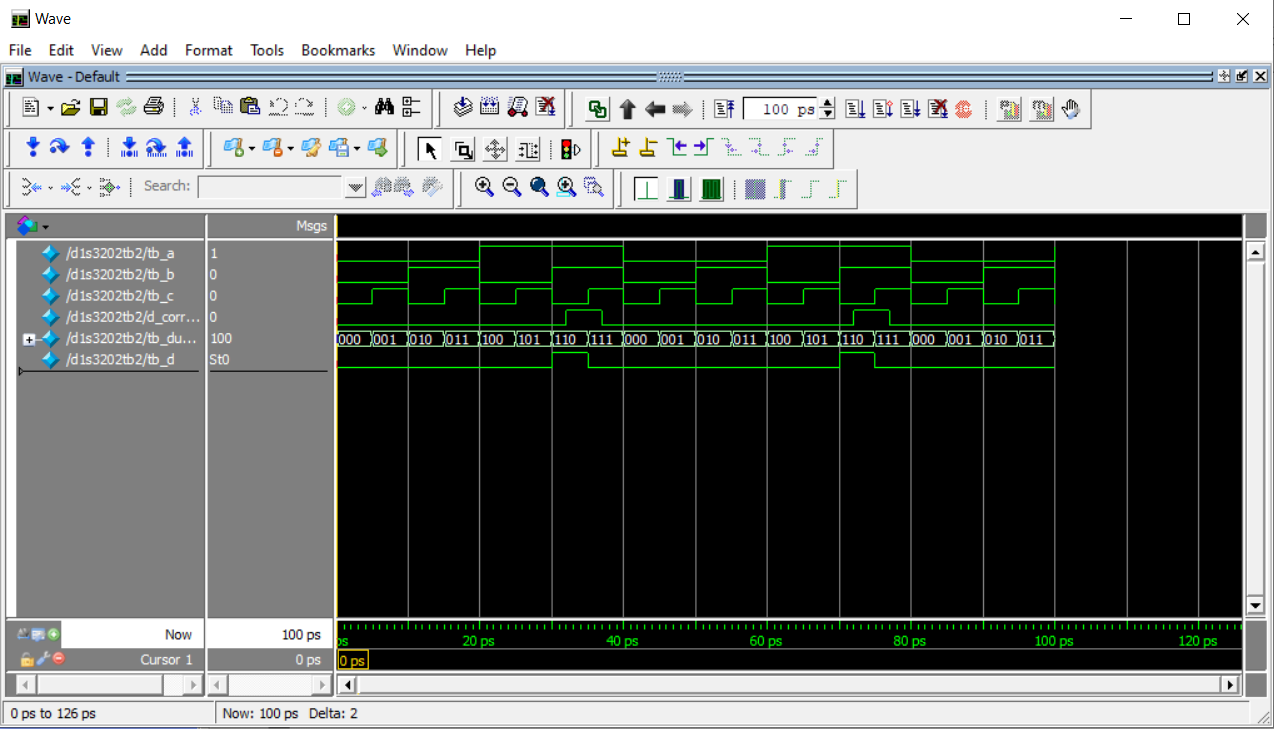 Wave
File Edit View Add Format Tools Bookmarks Window Help
Wave - Default
100 ps
Search:
Msgs
/d1s3202tb2/tb_a 1
/d1s3202tb2/tb_b 0
/d1s3202tb2/tb_c 0
/d1s3202tb2/d_corr... 0
/d1s3202tb2/tb_du... 100 000 001 010 011 100 101 110 111 000 001 010 011 100 101 110 111 000 001 010 011
/d1s3202tb2/tb_d St0
Now 100 ps ps 20 ps 40 ps 60 ps 80 ps 100 ps 120 ps
Cursor 1 0 ps 0 ps
0 ps to 126 ps Now: 100 ps Delta: 2